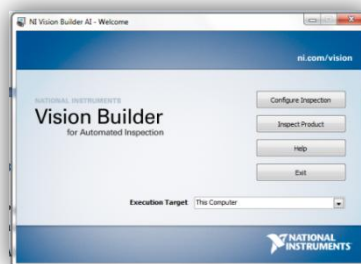 NI Vision Builder AI - Welcome
ni.com/vision
NATIONAL INSTRUMENTS
Vision Builder
for Automated Inspection
Configure Inspection
Inspect Product
Help
Exit
Execution Target This Computer
NATIONAL
INSTRUMENTS